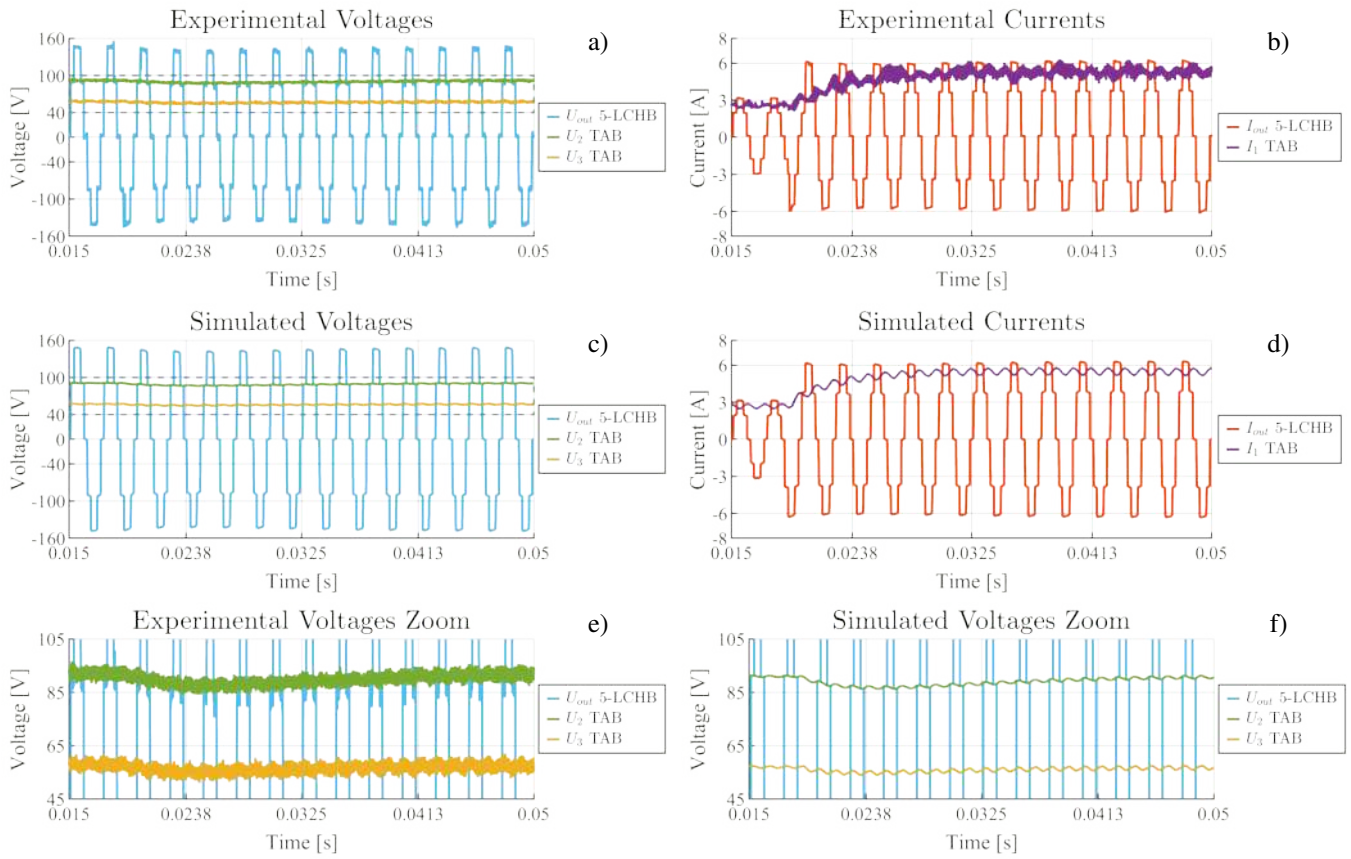 Experimental Voltages
a)
Voltage [V]
160
100
40
0
-40
-100
-160
0.015 0.0238 0.0325 0.0413 0.05
Time [s]
U_out 5-LCHB
U_2 TAB
U_3 TAB
Experimental Currents
b)
Current [A]
8
6
3
0
-3
-6
-8
0.015 0.0238 0.0325 0.0413 0.05
Time [s]
I_out 5-LCHB
I_1 TAB
Simulated Voltages
c)
Voltage [V]
160
100
40
0
-40
-100
-160
0.015 0.0238 0.0325 0.0413 0.05
Time [s]
U_out 5-LCHB
U_2 TAB
U_3 TAB
Simulated Currents
d)
Current [A]
8
6
3
0
-3
-6
-8
0.015 0.0238 0.0325 0.0413 0.05
Time [s]
I_out 5-LCHB
I_1 TAB
Experimental Voltages Zoom
e)
Voltage [V]
105
85
65
45
0.015 0.0238 0.0325 0.0413 0.05
Time [s]
U_out 5-LCHB
U_2 TAB
U_3 TAB
Simulated Voltages Zoom
f)
Voltage [V]
105
85
65
45
0.015 0.0238 0.0325 0.0413 0.05
Time [s]
U_out 5-LCHB
U_2 TAB
U_3 TAB